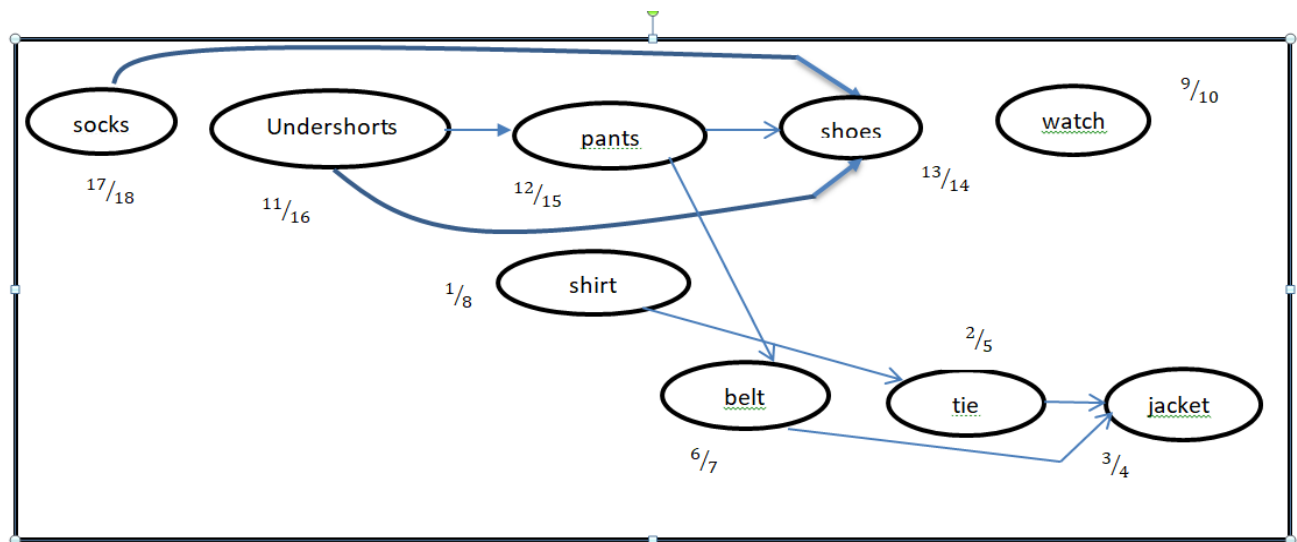 socks
Undershorts
pants
shoes
watch
9/10
17/18
11/16
12/15
13/14
shirt
1/8
2/5
belt
tie
jacket
6/7
3/4